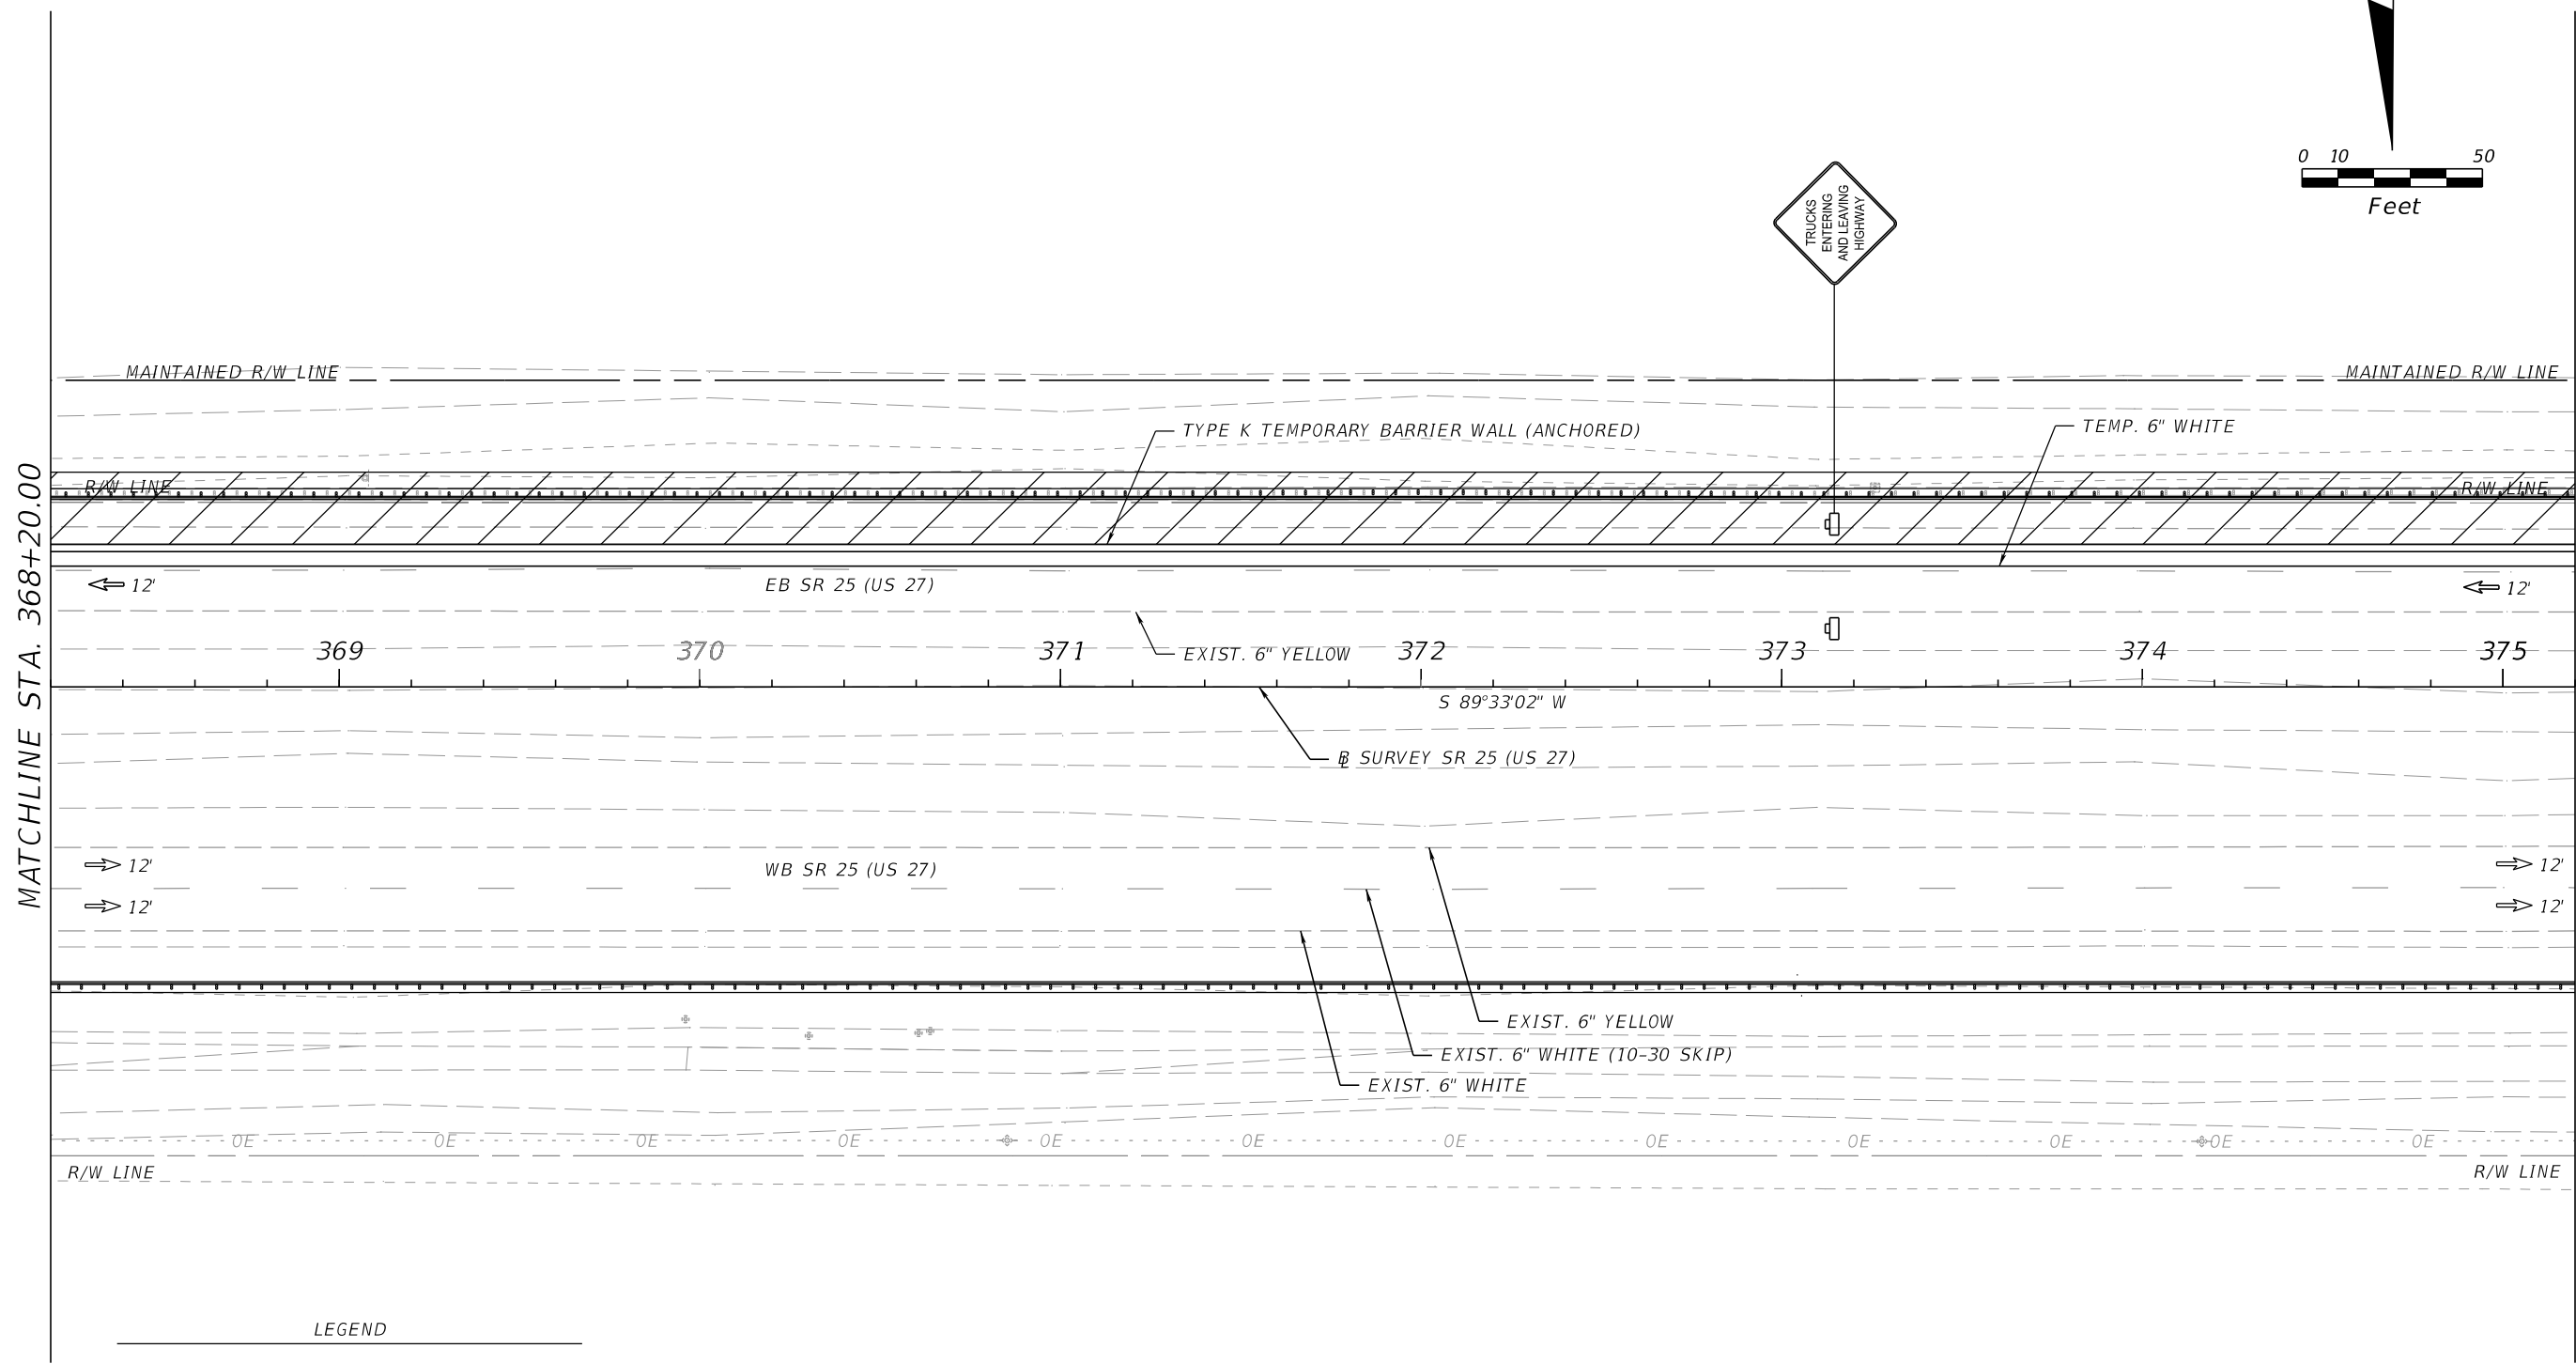 0 10 50
Feet
TRUCKS
ENTERING
AND LEAVING
HIGHWAY
MAINTAINED R/W LINE
MAINTAINED R/W LINE
TYPE K TEMPORARY BARRIER WALL (ANCHORED)
TEMP. 6" WHITE
R/W LINE
R/W LINE
MATCHLINE STA. 368+20.00
12'
EB SR 25 (US 27)
12'
369 370 371 372 373 374 375
EXIST. 6" YELLOW
S 89°33'02" W
B SURVEY SR 25 (US 27)
12'
WB SR 25 (US 27)
12'
12'
12'
EXIST. 6" YELLOW
EXIST. 6" WHITE (10-30 SKIP)
EXIST. 6" WHITE
OE OE OE OE OE OE OE OE OE OE OE OE
R/W LINE
R/W LINE
LEGEND